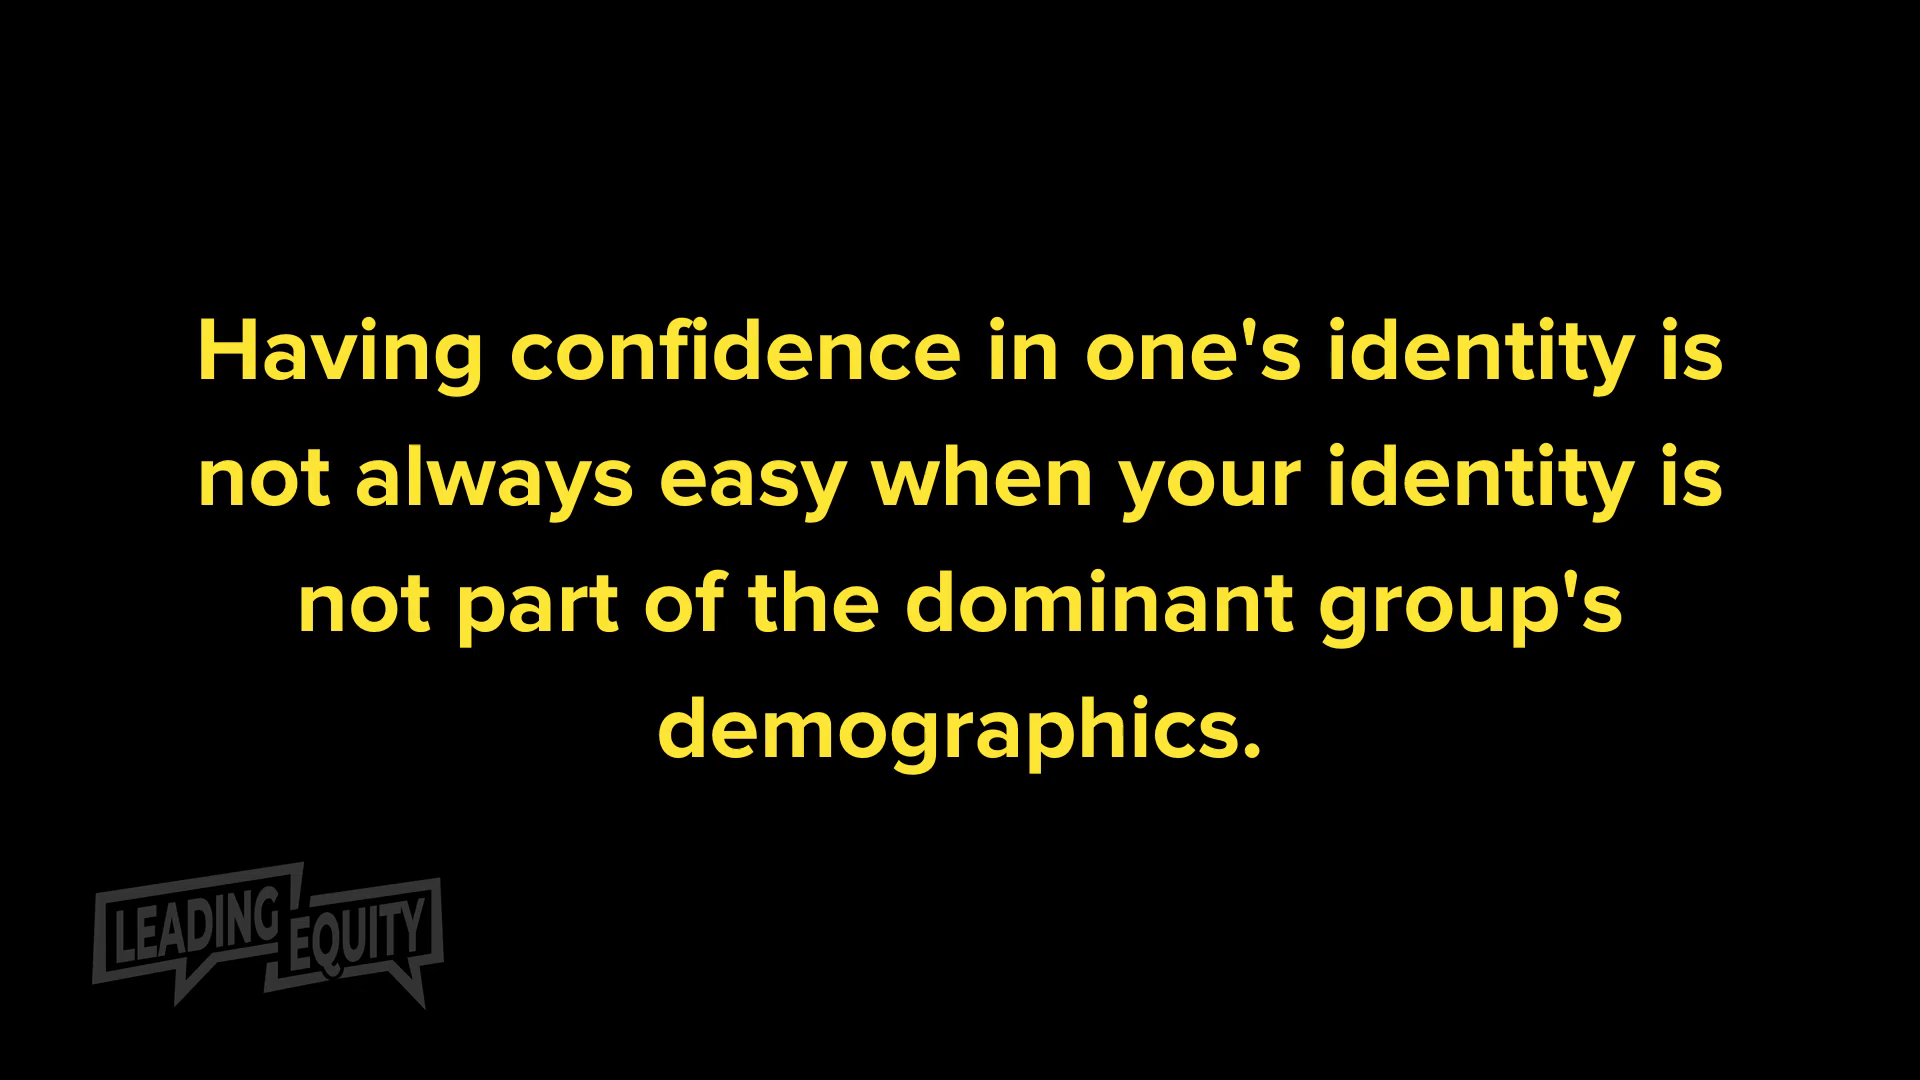 Having confidence in one's identity is
not always easy when your identity is
not part of the dominant group's
demographics.
LEADING
EQUITY